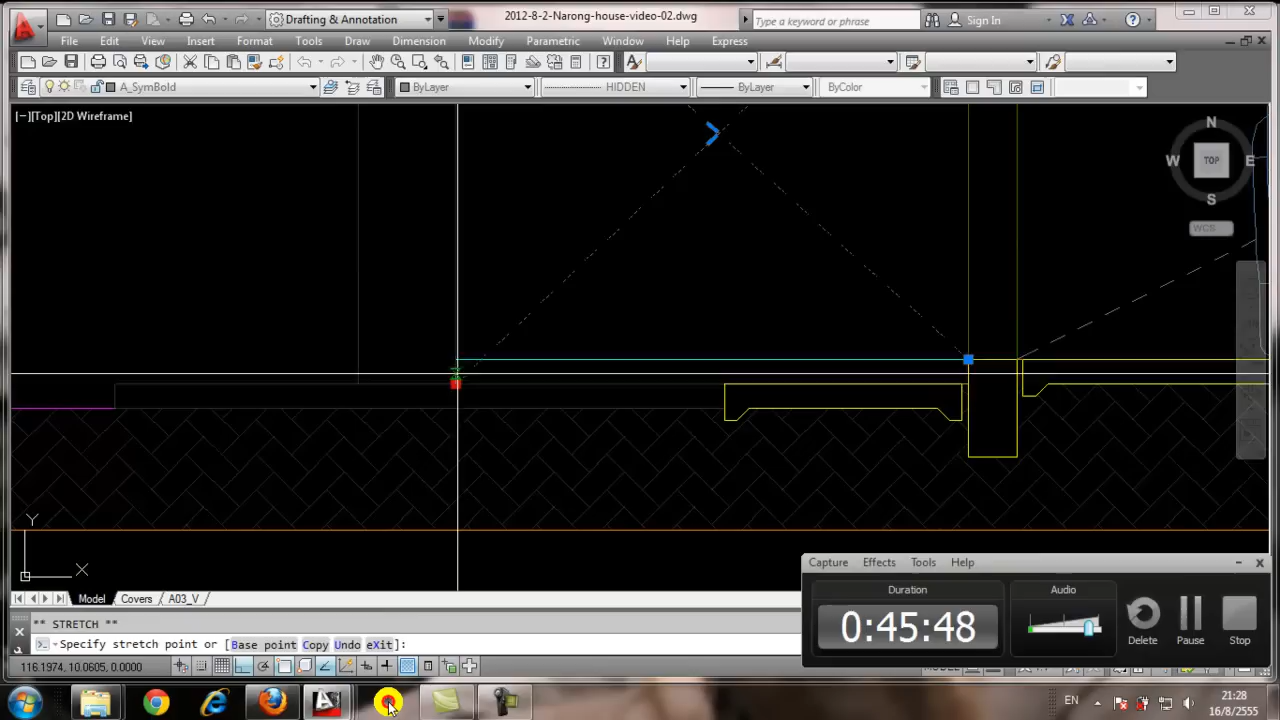 Drafting & Annotation
2012-8-2-Narong-house-video-02.dwg
Type a keyword or phrase
Sign In
File Edit View Insert Format Tools Draw Dimension Modify Parametric Window Help Express
A_SymBold
ByLayer
HIDDEN
ByLayer
ByColor
[−][Top][2D Wireframe]
N
W TOP E
S
WCS
Y
X
Capture Effects Tools Help
Duration
Audio
0:45:48
Delete Pause Stop
Model Covers A03_V
** STRETCH **
Specify stretch point or [Base point Copy Undo eXit]:
116.1974, 10.0605, 0.0000
EN
21:28
16/8/2555